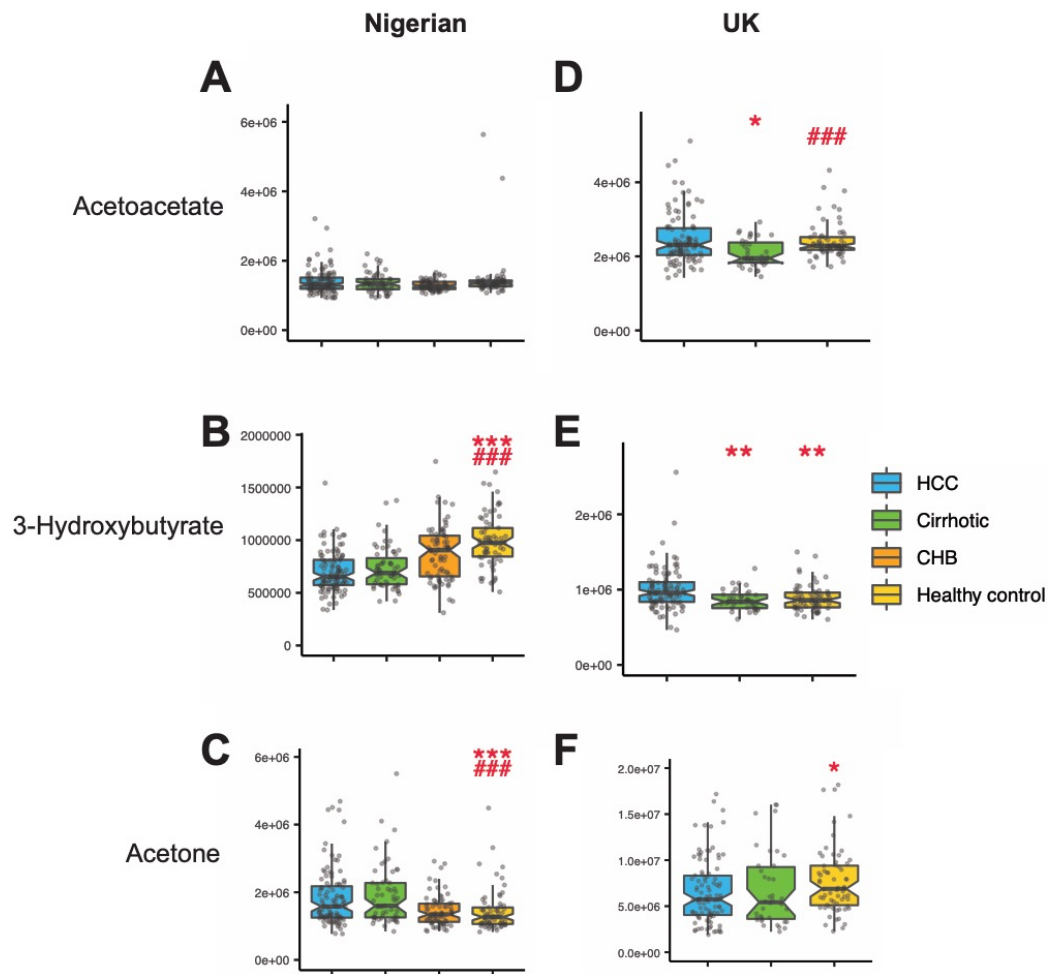 Nigerian
UK
A
6e+06
4e+06
2e+06
0e+00
Acetoacetate
D
*
###
4e+06
2e+06
0e+00
B
***
###
2000000
1500000
1000000
500000
0
3-Hydroxybutyrate
E
**
**
2e+06
1e+06
0e+00
HCC
Cirrhotic
CHB
Healthy control
C
***
###
6e+06
4e+06
2e+06
0e+00
Acetone
F
*
2.0e+07
1.5e+07
1.0e+07
5.0e+06
0.0e+00